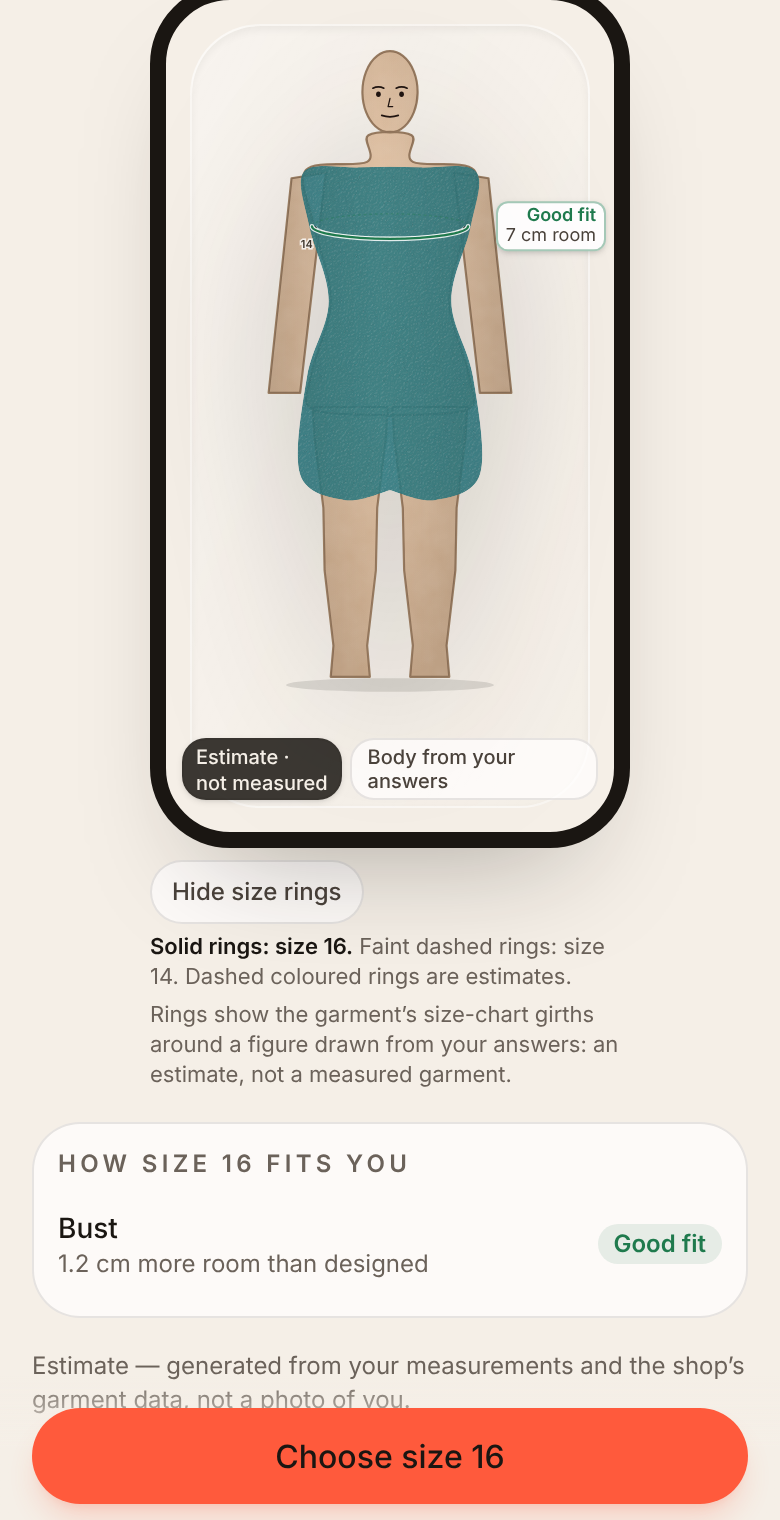 Good fit
7 cm room
14
Estimate ·
not measured
Body from your
answers
Hide size rings
Solid rings: size 16. Faint dashed rings: size
14. Dashed coloured rings are estimates.
Rings show the garment’s size-chart girths
around a figure drawn from your answers: an
estimate, not a measured garment.
HOW SIZE 16 FITS YOU
Bust
1.2 cm more room than designed
Good fit
Estimate — generated from your measurements and the shop’s
garment data, not a photo of you.
Choose size 16